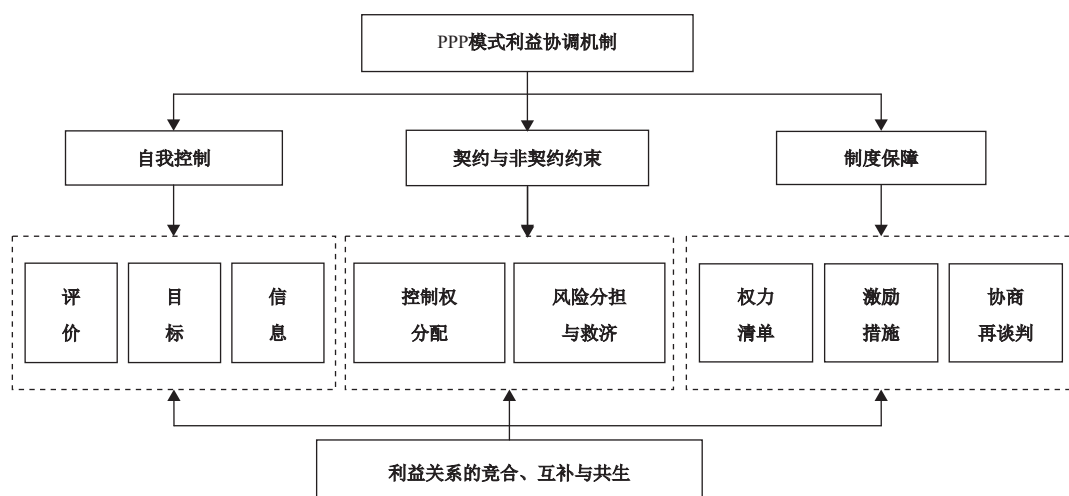 PPP模式利益协调机制
自我控制
契约与非契约约束
制度保障
评
价
目
标
信
息
控制权
分配
风险分担
与救济
权力
清单
激励
措施
协商
再谈判
利益关系的竞合、互补与共生